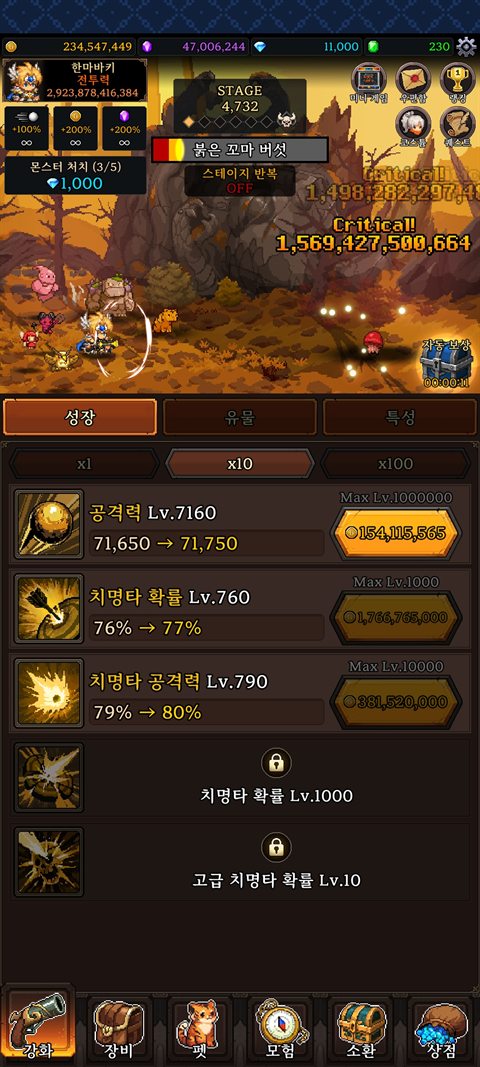 234,547,449
47,006,244
11,000
230
한마바키
전투력
2,923,878,416,384
+100%
+200%
+200%
∞
∞
∞
몬스터 처치 (3/5)
1,000
STAGE
4,732
붉은 꼬마 버섯
스테이지 반복
OFF
미니 게임
우편함
랭킹
코스튬
퀘스트
Critical!
1,498,282,297,48
Critical!
1,569,427,500,664
자동 보상
00:00:11
성장
유물
특성
x1
x10
x100
공격력 Lv.7160
71,650 → 71,750
Max Lv.1000000
154,115,565
치명타 확률 Lv.760
76% → 77%
Max Lv.1000
1,766,765,000
치명타 공격력 Lv.790
79% → 80%
Max Lv.10000
381,520,000
치명타 확률 Lv.1000
고급 치명타 확률 Lv.10
강화
장비
펫
모험
소환
상점